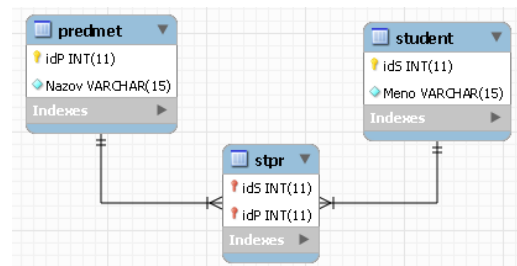 predmet
idP INT(11)
Nazov VARCHAR(15)
Indexes
student
idS INT(11)
Meno VARCHAR(15)
Indexes
stpr
idS INT(11)
idP INT(11)
Indexes